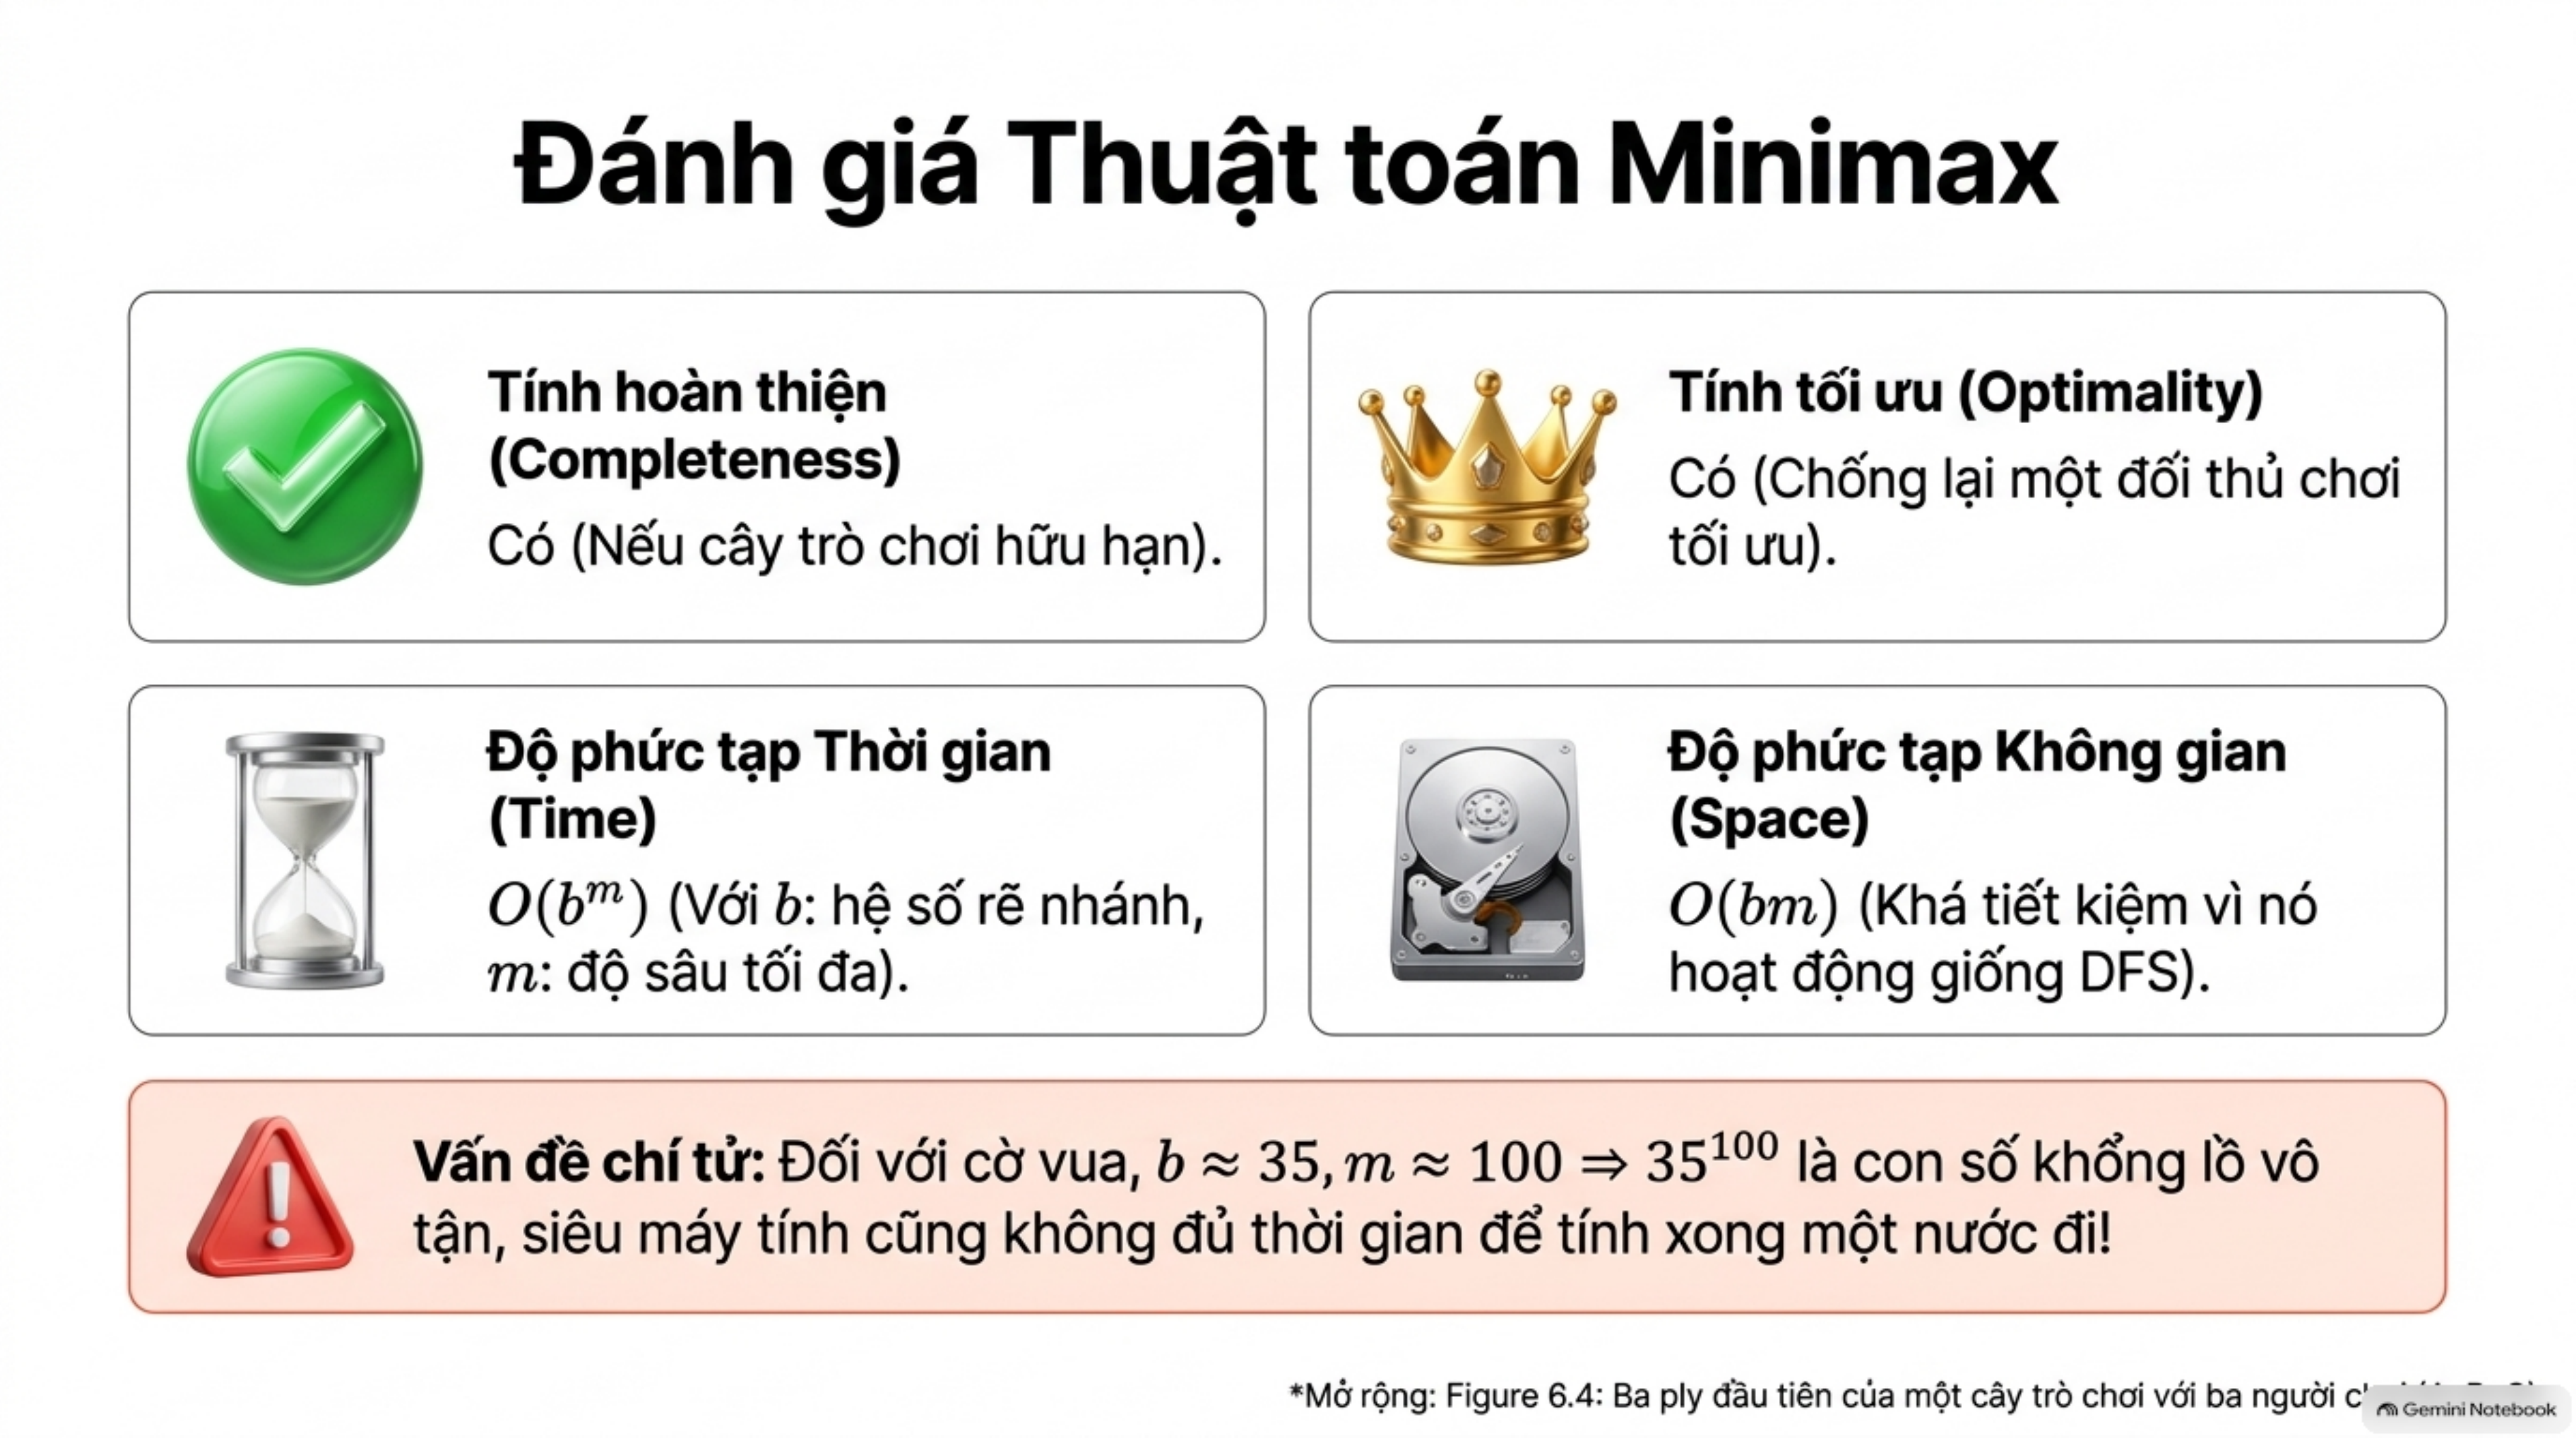 Đánh giá Thuật toán Minimax
Tính hoàn thiện
(Completeness)
Có (Nếu cây trò chơi hữu hạn).
Tính tối ưu (Optimality)
Có (Chống lại một đối thủ chơi
tối ưu).
Độ phức tạp Thời gian
(Time)
O(bᵐ) (Với b: hệ số rẽ nhánh,
m: độ sâu tối đa).
Độ phức tạp Không gian
(Space)
O(bm) (Khá tiết kiệm vì nó
hoạt động giống DFS).
Vấn đề chí tử: Đối với cờ vua, b ≈ 35, m ≈ 100 ⇒ 35¹⁰⁰ là con số khổng lồ vô
tận, siêu máy tính cũng không đủ thời gian để tính xong một nước đi!
*Mở rộng: Figure 6.4: Ba ply đầu tiên của một cây trò chơi với ba người
Gemini Notebook